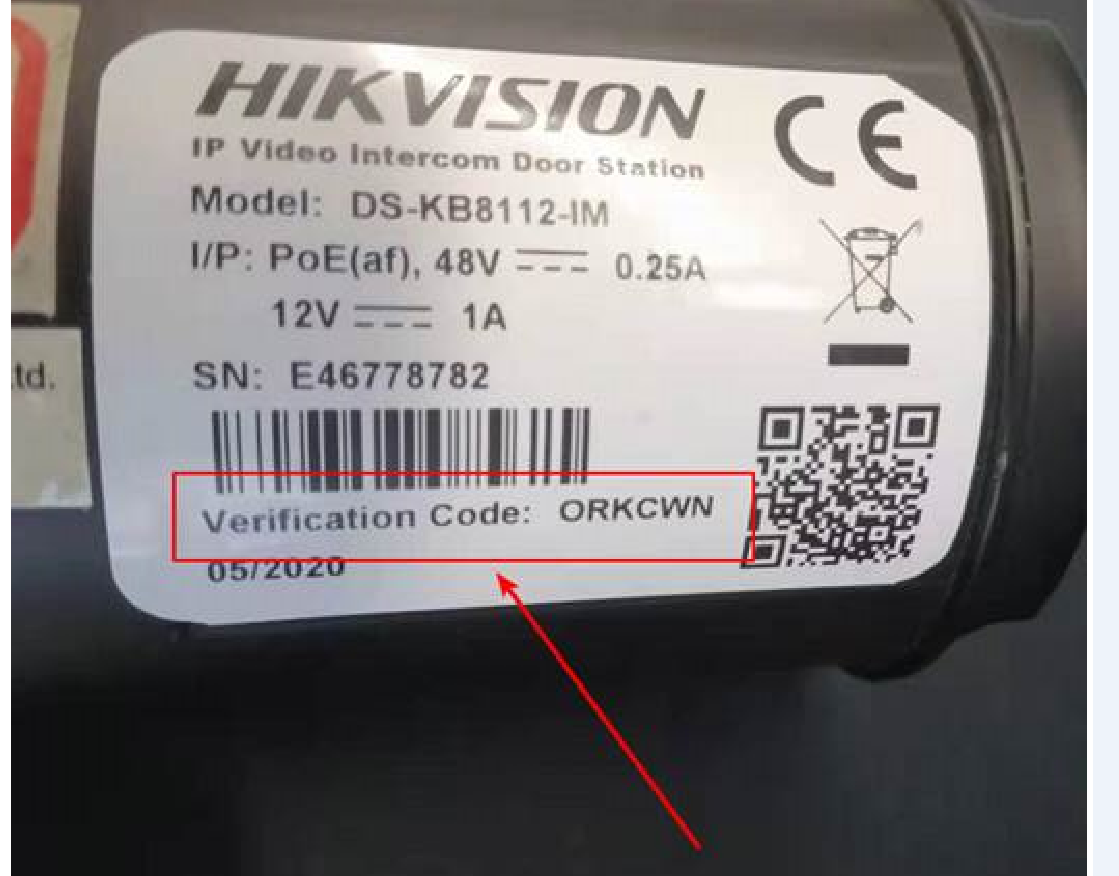 HIKVISION
IP Video Intercom Door Station
Model: DS-KB8112-IM
I/P: PoE(af), 48V 0.25A
12V 1A
SN: E46778782
Verification Code: ORKCWN
05/2020
CE
td.